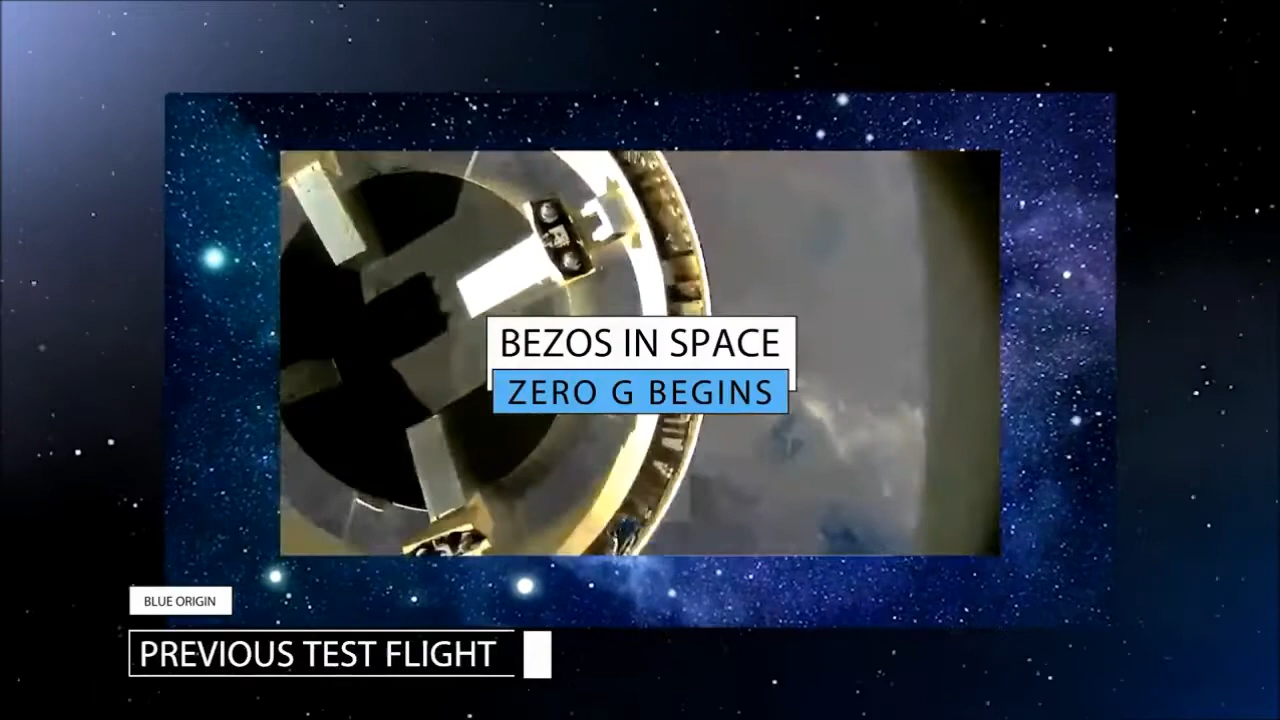 BEZOS IN SPACE
ZERO G BEGINS
BLUE ORIGIN
PREVIOUS TEST FLIGHT